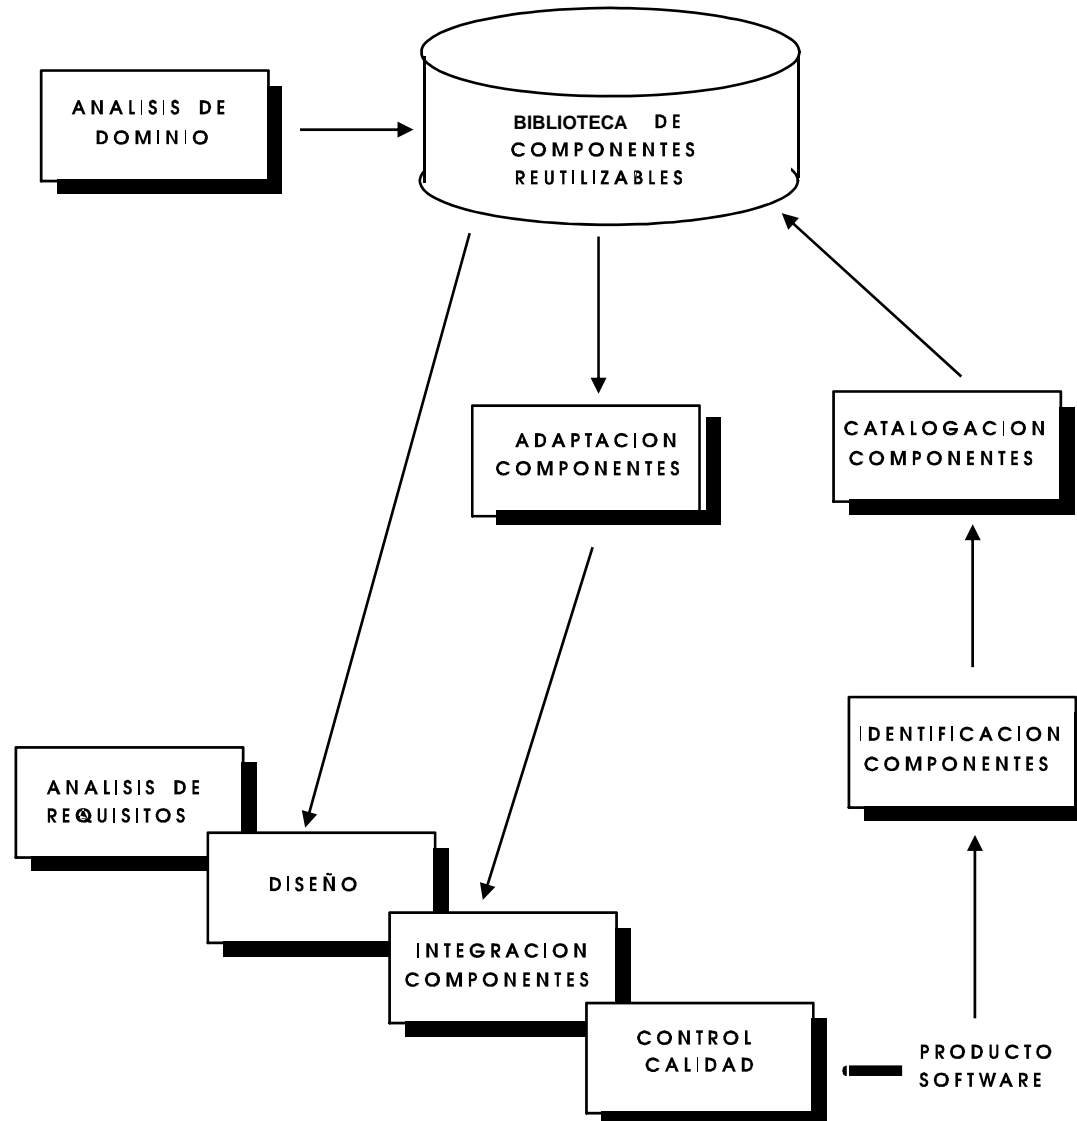 ANALISIS DE
DOMINIO
BIBLIOTECA DE
COMPONENTES
REUTILIZABLES
ADAPTACION
COMPONENTES
CATALOGACION
COMPONENTES
IDENTIFICACION
COMPONENTES
ANALISIS DE
REQUISITOS
DISEÑO
INTEGRACION
COMPONENTES
CONTROL
CALIDAD
PRODUCTO
SOFTWARE